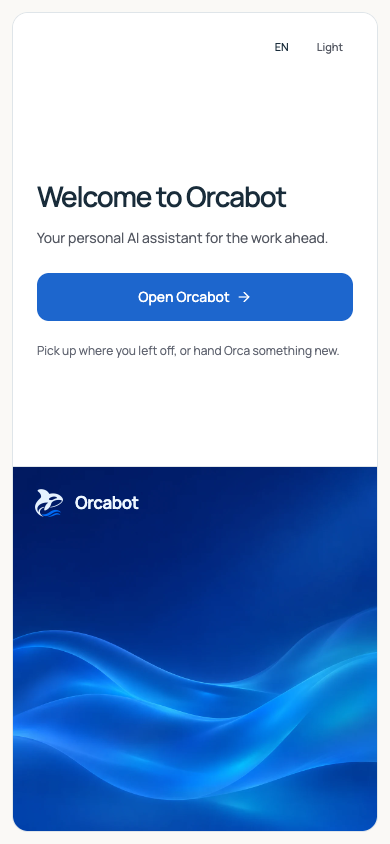 EN Light
Welcome to Orcabot
Your personal AI assistant for the work ahead.
Open Orcabot →
Pick up where you left off, or hand Orca something new.
Orcabot